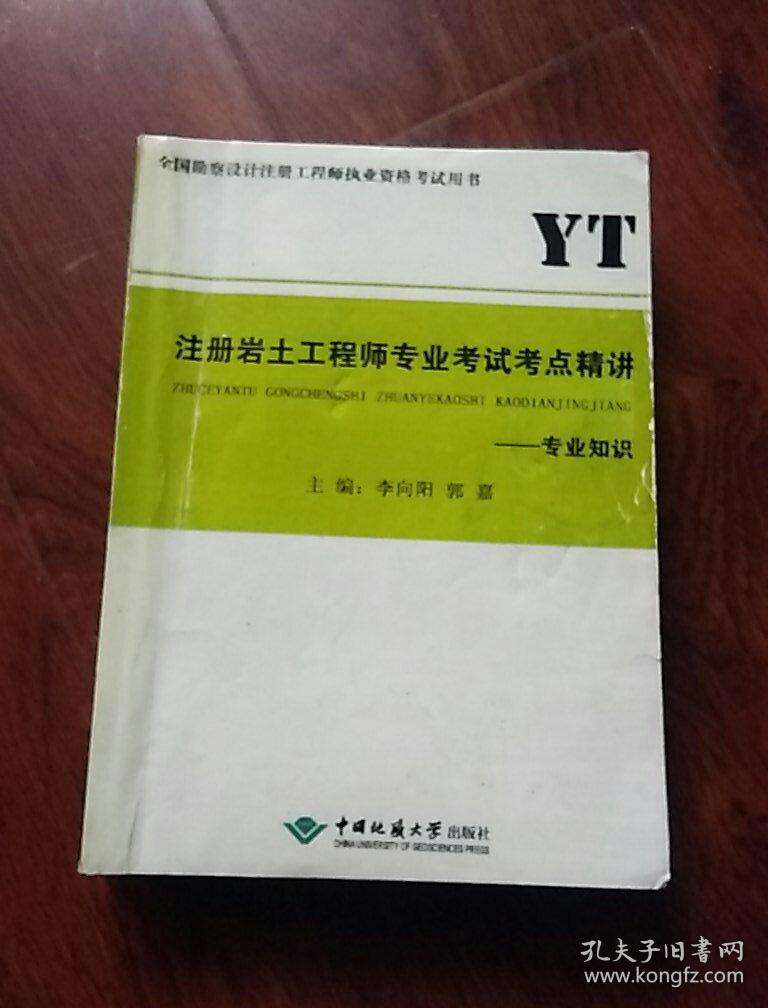 全国勘察设计注册工程师执业资格考试用书
YT
注册岩土工程师专业考试考点精讲
ZHUCEYANTU GONGCHENGSHI ZHUANYEKAOSHI KAODIANJINGJIANG
——专业知识
主 编：李向阳 郭 嘉
中国地质大学出版社
CHINA UNIVERSITY OF GEOSCIENCES PRESS
孔夫子旧书网
www.kongfz.com